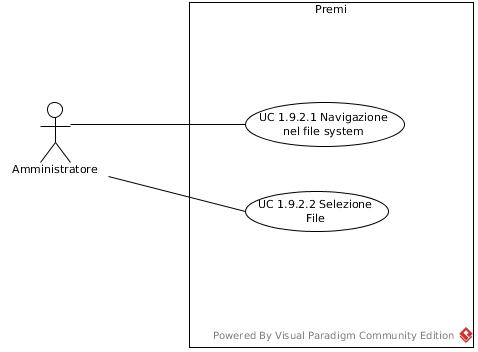 Premi
UC 1.9.2.1 Navigazione
nel file system
Amministratore
UC 1.9.2.2 Selezione
File
Powered By Visual Paradigm Community Edition